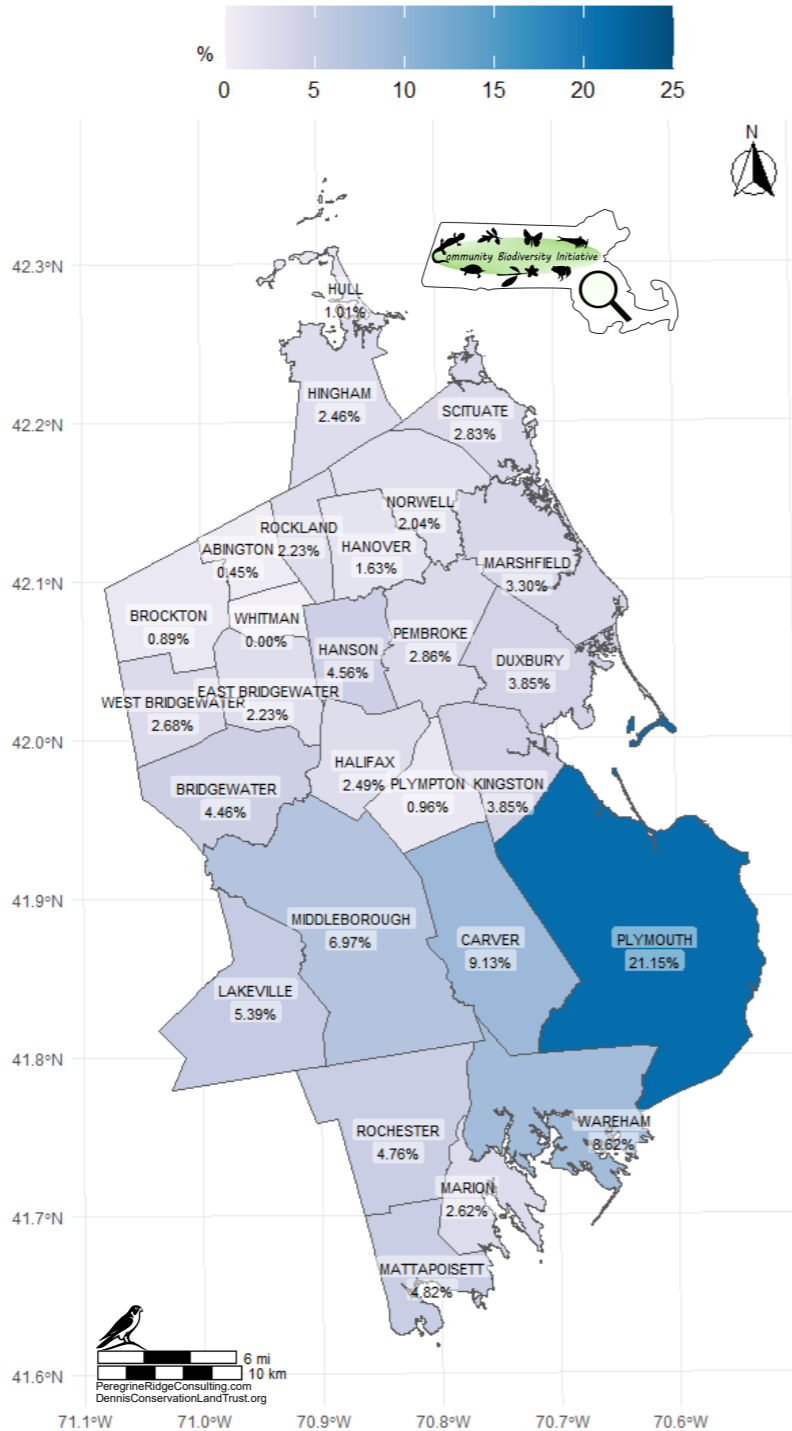 %
0 5 10 15 20 25
N
Community Biodiversity Initiative
42.3°N
HULL
1.01%
HINGHAM
2.46%
SCITUATE
2.83%
42.2°N
NORWELL
2.04%
ROCKLAND
2.23%
HANOVER
1.63%
ABINGTON
0.45%
MARSHFIELD
3.30%
42.1°N
BROCKTON
0.89%
WHITMAN
0.00%
HANSON
4.56%
PEMBROKE
2.86%
DUXBURY
3.85%
WEST BRIDGEWATER
2.68%
EAST BRIDGEWATER
2.23%
42.0°N
HALIFAX
2.49%
PLYMPTON
0.96%
KINGSTON
3.85%
BRIDGEWATER
4.46%
41.9°N
MIDDLEBOROUGH
6.97%
CARVER
9.13%
PLYMOUTH
21.15%
LAKEVILLE
5.39%
41.8°N
WAREHAM
8.62%
ROCHESTER
4.76%
MARION
2.62%
41.7°N
MATTAPOISETT
4.82%
6 mi
10 km
PeregrineRidgeConsulting.com
DennisConservationLandTrust.org
41.6°N
71.1°W 71.0°W 70.9°W 70.8°W 70.7°W 70.6°W